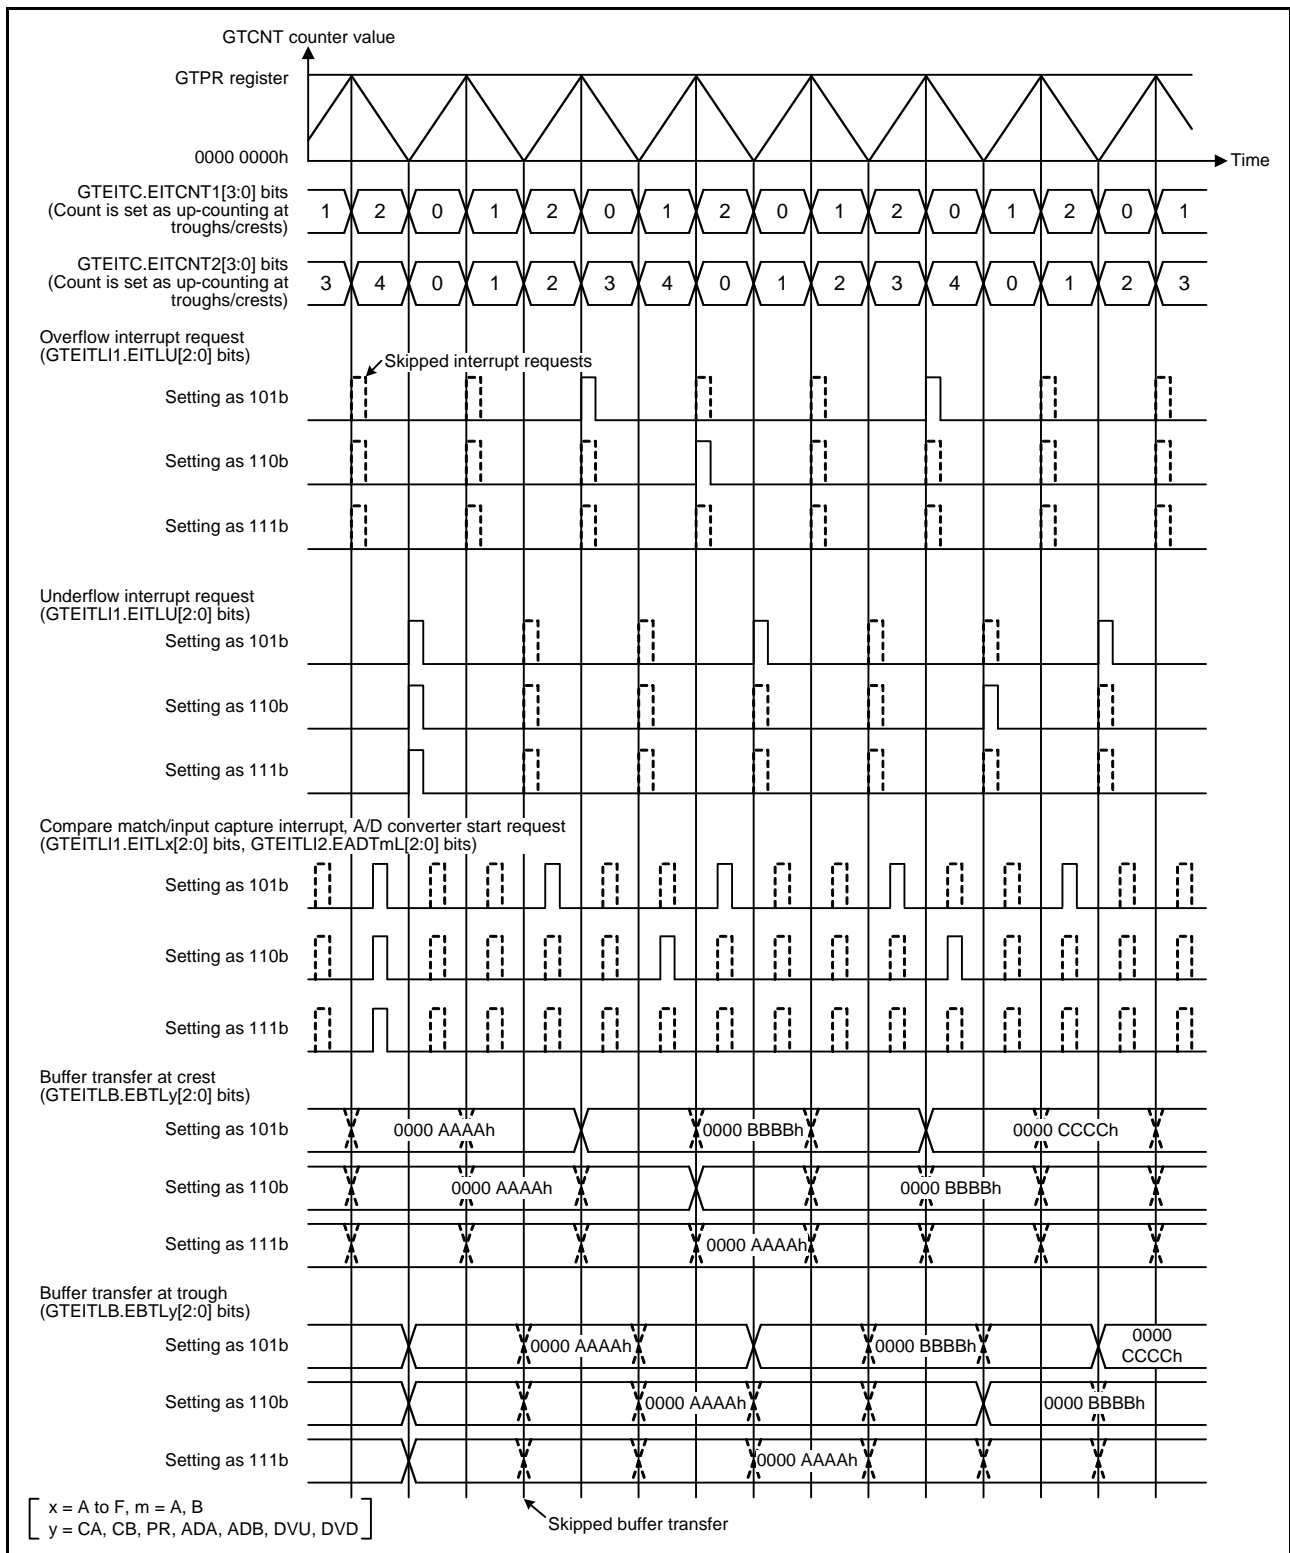 GTCNT counter value
GTPR register
0000 0000h
Time
GTEITC.EITCNT1[3:0] bits
(Count is set as up-counting at
troughs/crests)
1 2 0 1 2 0 1 2 0 1 2 0 1 2 0 1
GTEITC.EITCNT2[3:0] bits
(Count is set as up-counting at
troughs/crests)
3 4 0 1 2 3 4 0 1 2 3 4 0 1 2 3
Overflow interrupt request
(GTEITLI1.EITLU[2:0] bits)
Skipped interrupt requests
Setting as 101b
Setting as 110b
Setting as 111b
Underflow interrupt request
(GTEITLI1.EITLU[2:0] bits)
Setting as 101b
Setting as 110b
Setting as 111b
Compare match/input capture interrupt, A/D converter start request
(GTEITLI1.EITLx[2:0] bits, GTEITLI2.EADTmL[2:0] bits)
Setting as 101b
Setting as 110b
Setting as 111b
Buffer transfer at crest
(GTEITLB.EBTLy[2:0] bits)
Setting as 101b 0000 AAAAh 0000 BBBBh 0000 CCCCh
Setting as 110b 0000 AAAAh 0000 BBBBh
Setting as 111b 0000 AAAAh
Buffer transfer at trough
(GTEITLB.EBTLy[2:0] bits)
Setting as 101b 0000 AAAAh 0000 BBBBh 0000
CCCCh
Setting as 110b 0000 AAAAh 0000 BBBBh
Setting as 111b 0000 AAAAh
x = A to F, m = A, B
y = CA, CB, PR, ADA, ADB, DVU, DVD
Skipped buffer transfer